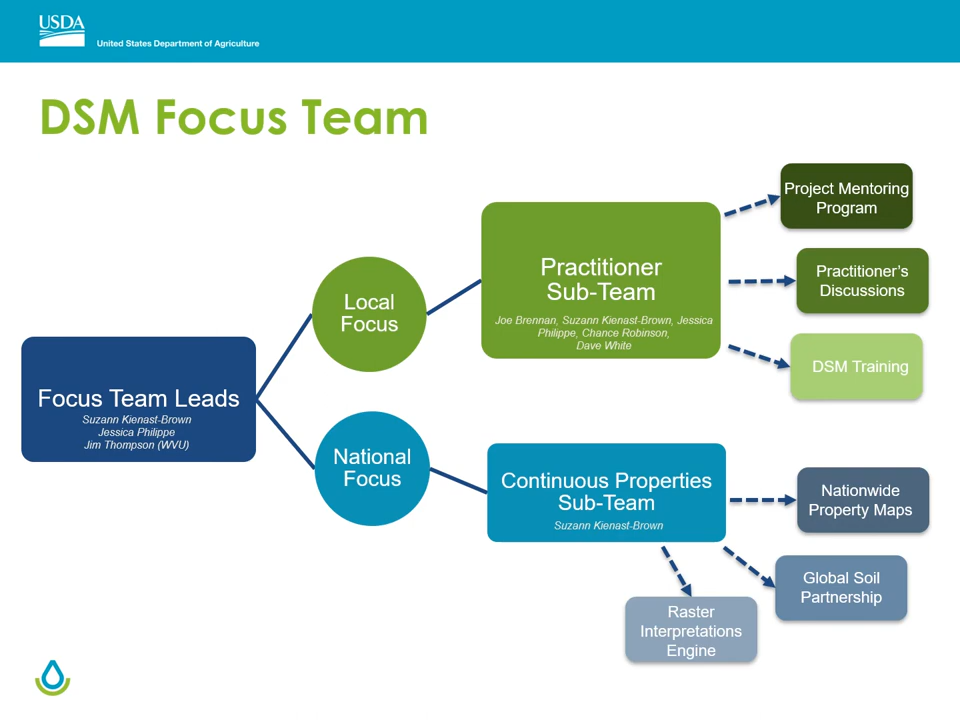 USDA
United States Department of Agriculture
DSM Focus Team
Focus Team Leads
Suzann Kienast-Brown
Jessica Philippe
Jim Thompson (WVU)
Local
Focus
National
Focus
Practitioner
Sub-Team
Joe Brennan, Suzann Kienast-Brown, Jessica
Philippe, Chance Robinson,
Dave White
Continuous Properties
Sub-Team
Suzann Kienast-Brown
Project Mentoring
Program
Practitioner's
Discussions
DSM Training
Nationwide
Property Maps
Global Soil
Partnership
Raster
Interpretations
Engine